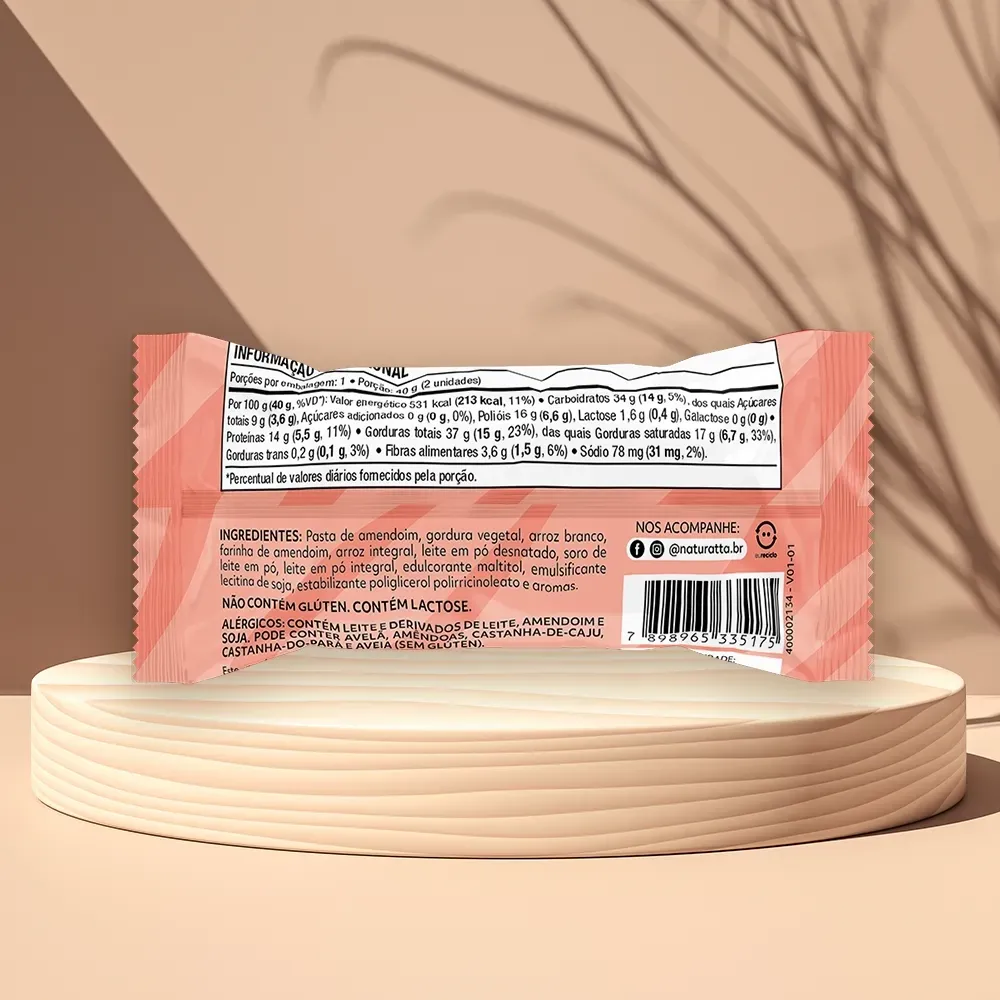 INFORMAÇÃO
Porções por embalagem: 1 • Porção: 40 g (2 unidades)
Por 100 g (40 g, %VD*): Valor energético 531 kcal (213 kcal, 11%) • Carboidratos 34 g (14 g, 5%), dos quais Açúcares
totais 9 g (3,6 g), Açúcares adicionados 0 g (0 g, 0%), Polióis 16 g (6,6 g), Lactose 1,6 g (0,4 g), Galactose 0 g (0 g) •
Proteínas 14 g (5,5 g, 11%) • Gorduras totais 37 g (15 g, 23%), das quais Gorduras saturadas 17 g (6,7 g, 33%),
Gorduras trans 0,2 g (0,1 g, 3%) • Fibras alimentares 3,6 g (1,5 g, 6%) • Sódio 78 mg (31 mg, 2%).
*Percentual de valores diários fornecidos pela porção.
INGREDIENTES: Pasta de amendoim, gordura vegetal, arroz branco,
farinha de amendoim, arroz integral, leite em pó desnatado, soro de
leite em pó, leite em pó integral, edulcorante maltitol, emulsificante
lecitina de soja, estabilizante poliglicerol polirricinoleato e aromas.
NÃO CONTÉM GLÚTEN. CONTÉM LACTOSE.
ALÉRGICOS: CONTÉM LEITE E DERIVADOS DE LEITE, AMENDOIM E
SOJA. PODE CONTER AVELÃ, AMÊNDOAS, CASTANHA-DE-CAJU,
CASTANHA-DO-PARÁ E AVEIA (SEM GLÚTEN).
NOS ACOMPANHE:
@naturatta.br
eureciclo
7 898965 335175
400002134 - V01-01